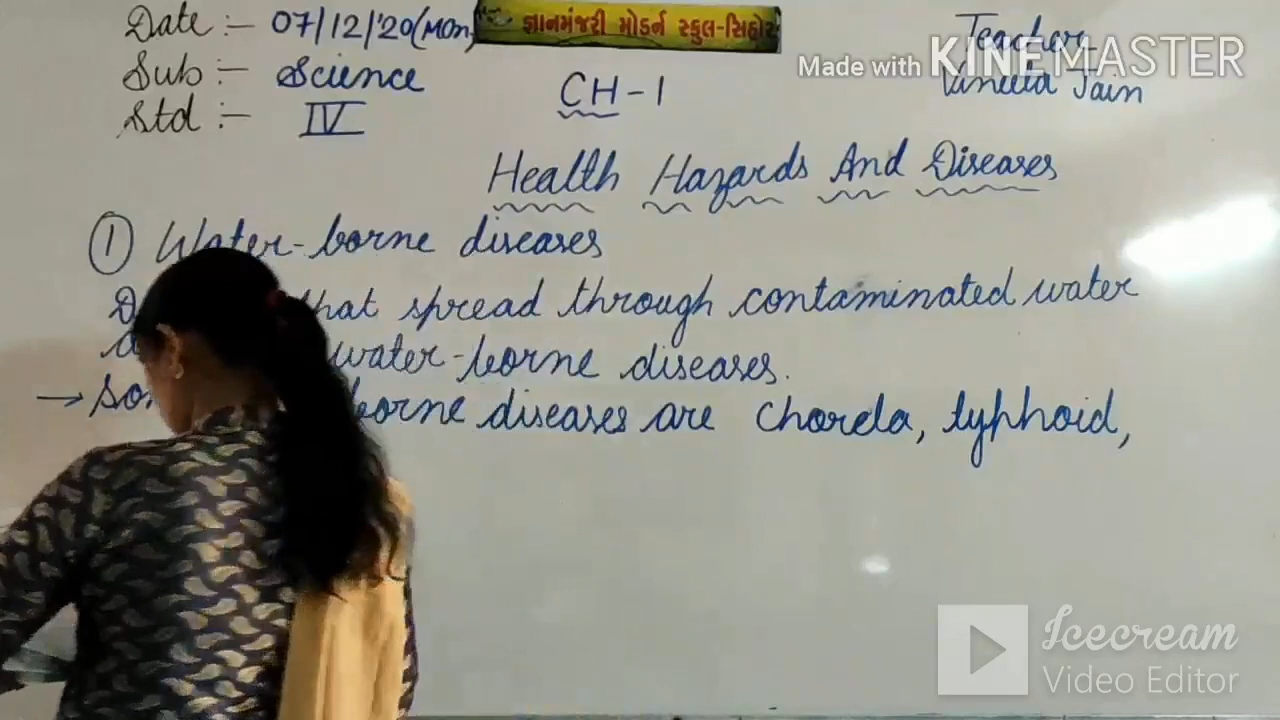 Date :- 07/12/'20(Mon)
જ્ઞાનમંજરી મોડર્ન સ્કુલ-સિહોર
Teacher
Made with KINEMASTER
Sub :- Science
CH-1
Vineeta Jain
Std :- IV
Health Hazards And Diseases
① Water-borne diseases
that spread through contaminated water
water-borne diseases.
→ borne diseases are Chorela, typhoid,
Icecream
Video Editor